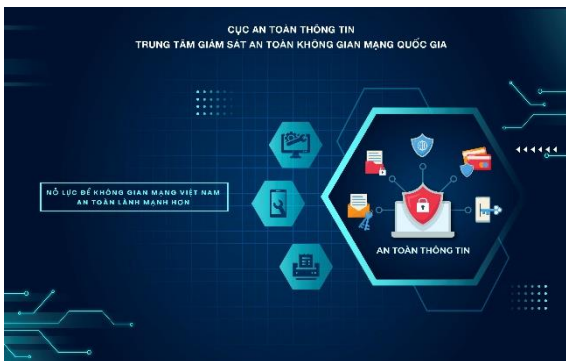 CỤC AN TOÀN THÔNG TIN
TRUNG TÂM GIÁM SÁT AN TOÀN KHÔNG GIAN MẠNG QUỐC GIA
NỖ LỰC ĐỂ KHÔNG GIAN MẠNG VIỆT NAM
AN TOÀN LÀNH MẠNH HƠN
AN TOÀN THÔNG TIN